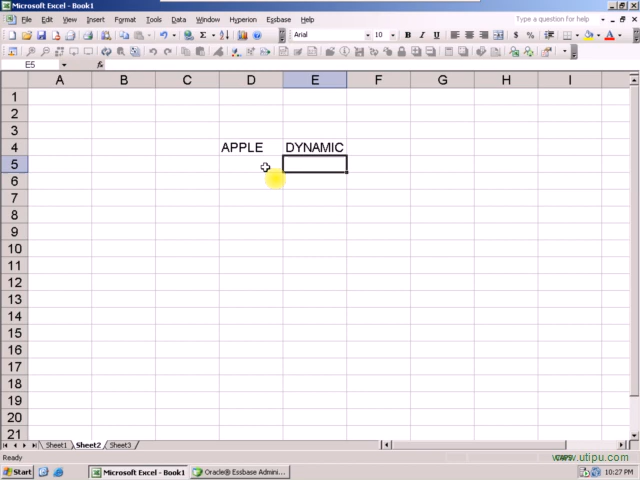 Microsoft Excel - Book1
File Edit View Insert Format Tools Data Window Hyperion Essbase Help
Type a question for help
Arial 10 B I U $ %
E5 fx
A B C D E F G H I
1
2
3
4 APPLE DYNAMIC
5
6
7
8
9
10
11
12
13
14
15
16
17
18
19
20
21
Sheet1 Sheet2 Sheet3
Ready
www.utipu.com
Start Microsoft Excel - Book1 Oracle® Essbase Admini... 10:27 PM